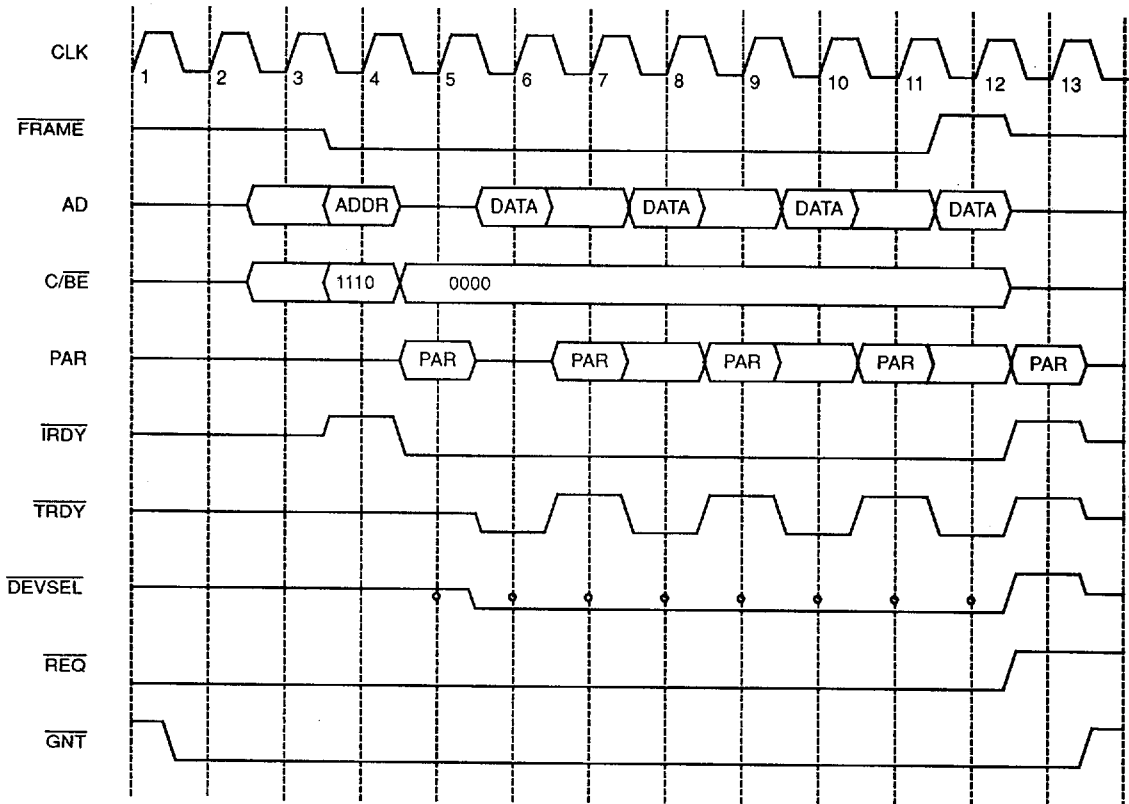 CLK
1 2 3 4 5 6 7 8 9 10 11 12 13
FRAME
AD ADDR DATA DATA DATA DATA
C/BE 1110 0000
PAR PAR PAR PAR PAR PAR
IRDY
TRDY
DEVSEL
REQ
GNT